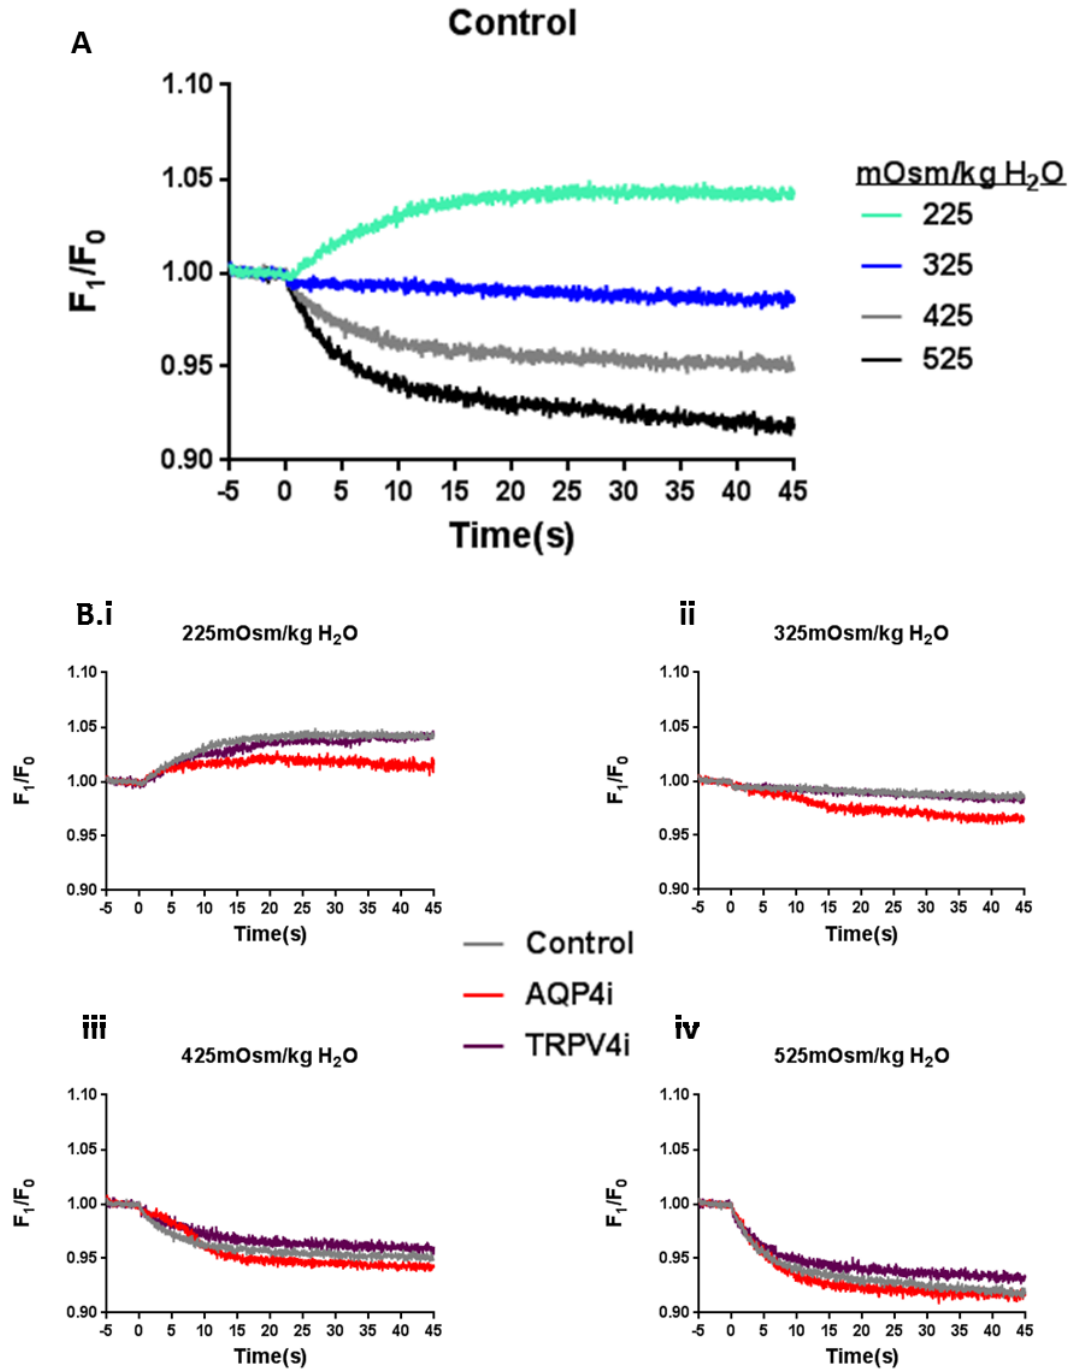 Control
A
1.10
1.05
1.00
0.95
0.90
F1/F0
-5 0 5 10 15 20 25 30 35 40 45
Time(s)
mOsm/kg H2O
225
325
425
525
B.i
225mOsm/kg H2O
1.10
1.05
1.00
0.95
0.90
F1/F0
-5 0 5 10 15 20 25 30 35 40 45
Time(s)
ii
325mOsm/kg H2O
1.10
1.05
1.00
0.95
0.90
F1/F0
-5 0 5 10 15 20 25 30 35 40 45
Time(s)
Control
AQP4i
TRPV4i
iii
425mOsm/kg H2O
1.10
1.05
1.00
0.95
0.90
F1/F0
-5 0 5 10 15 20 25 30 35 40 45
Time(s)
iv
525mOsm/kg H2O
1.10
1.05
1.00
0.95
0.90
F1/F0
-5 0 5 10 15 20 25 30 35 40 45
Time(s)